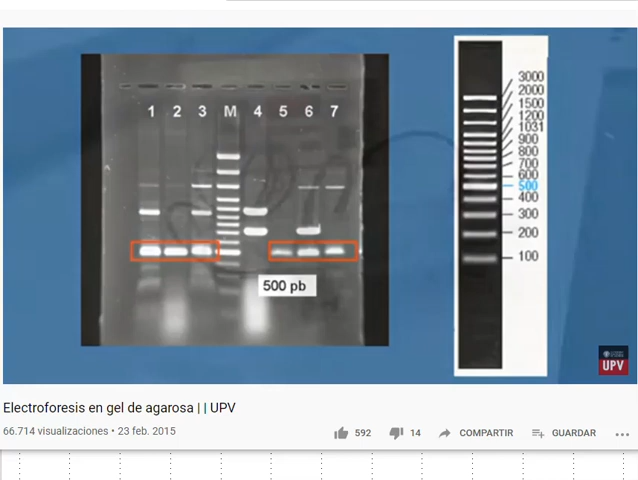 1 2 3 M 4 5 6 7
500 pb
3000
2000
1500
1200
1031
900
800
700
600
500
400
300
200
100
UPV
Electroforesis en gel de agarosa | | UPV
66.714 visualizaciones • 23 feb. 2015
592 14 COMPARTIR GUARDAR ...